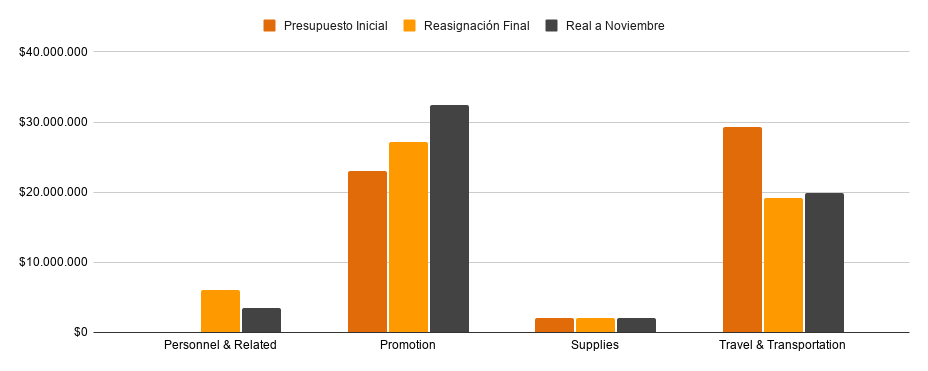 Presupuesto Inicial Reasignación Final Real a Noviembre
$40.000.000
$30.000.000
$20.000.000
$10.000.000
$0
Personnel & Related Promotion Supplies Travel & Transportation